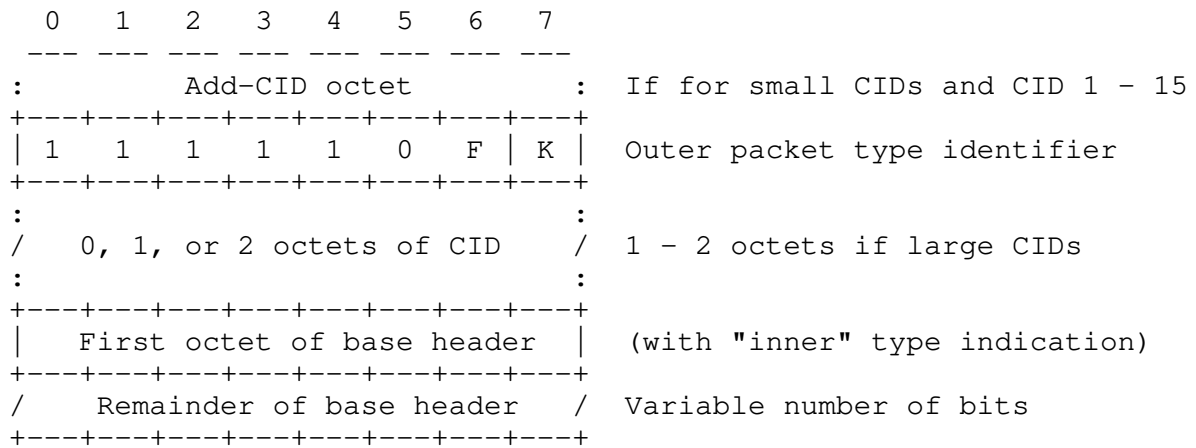 0   1   2   3   4   5   6   7
 --- --- --- --- --- --- --- ---
:         Add-CID octet         :  If for small CIDs and CID 1 - 15
+---+---+---+---+---+---+---+---+
| 1   1   1   1   1   0   F | K |  Outer packet type identifier
+---+---+---+---+---+---+---+---+
:                               :
/   0, 1, or 2 octets of CID    /  1 - 2 octets if large CIDs
:                               :
+---+---+---+---+---+---+---+---+
|   First octet of base header  |  (with "inner" type indication)
+---+---+---+---+---+---+---+---+
/    Remainder of base header   /  Variable number of bits
+---+---+---+---+---+---+---+---+